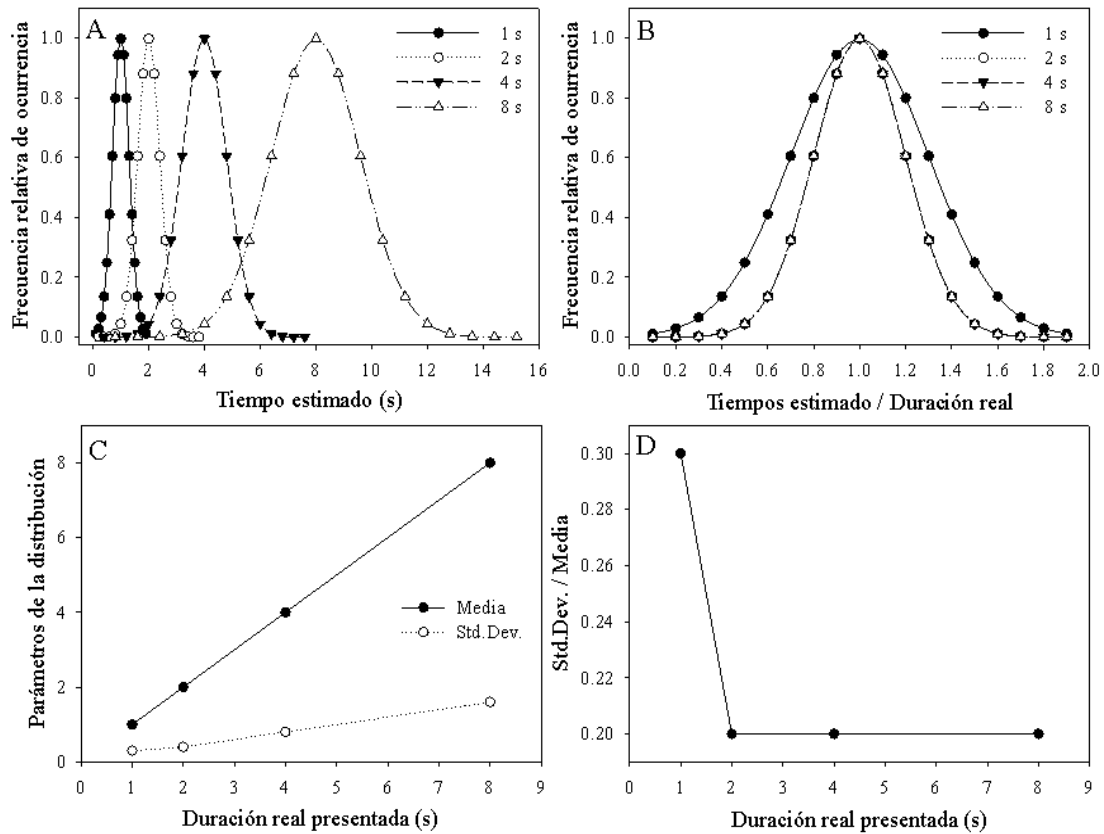 A
1 s
2 s
4 s
8 s
Frecuencia relativa de ocurrencia
1.0
0.8
0.6
0.4
0.2
0.0
0 2 4 6 8 10 12 14 16
Tiempo estimado (s)
B
1 s
2 s
4 s
8 s
Frecuencia relativa de ocurrencia
1.0
0.8
0.6
0.4
0.2
0.0
0.0 0.2 0.4 0.6 0.8 1.0 1.2 1.4 1.6 1.8 2.0
Tiempos estimado / Duración real
C
Parámetros de la distribución
8
6
4
2
0
Media
Std.Dev.
0 1 2 3 4 5 6 7 8 9
Duración real presentada (s)
D
Std.Dev. / Media
0.30
0.28
0.26
0.24
0.22
0.20
0 1 2 3 4 5 6 7 8 9
Duración real presentada (s)